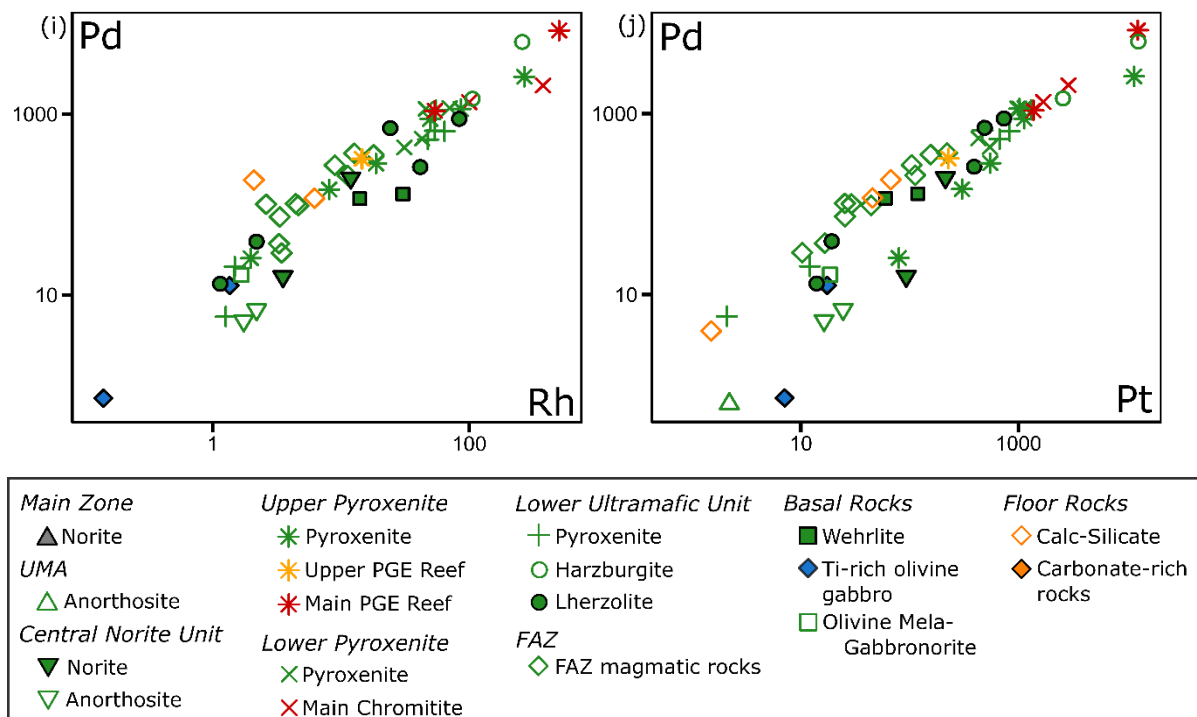 (i) Pd
1000
10
Rh
1 100
(j) Pd
1000
10
Pt
10 1000
Main Zone
Norite
UMA
Anorthosite
Central Norite Unit
Norite
Anorthosite
Upper Pyroxenite
Pyroxenite
Upper PGE Reef
Main PGE Reef
Lower Pyroxenite
Pyroxenite
Main Chromitite
Lower Ultramafic Unit
Pyroxenite
Harzburgite
Lherzolite
FAZ
FAZ magmatic rocks
Basal Rocks
Wehrlite
Ti-rich olivine
gabbro
Olivine Mela-
Gabbronorite
Floor Rocks
Calc-Silicate
Carbonate-rich
rocks